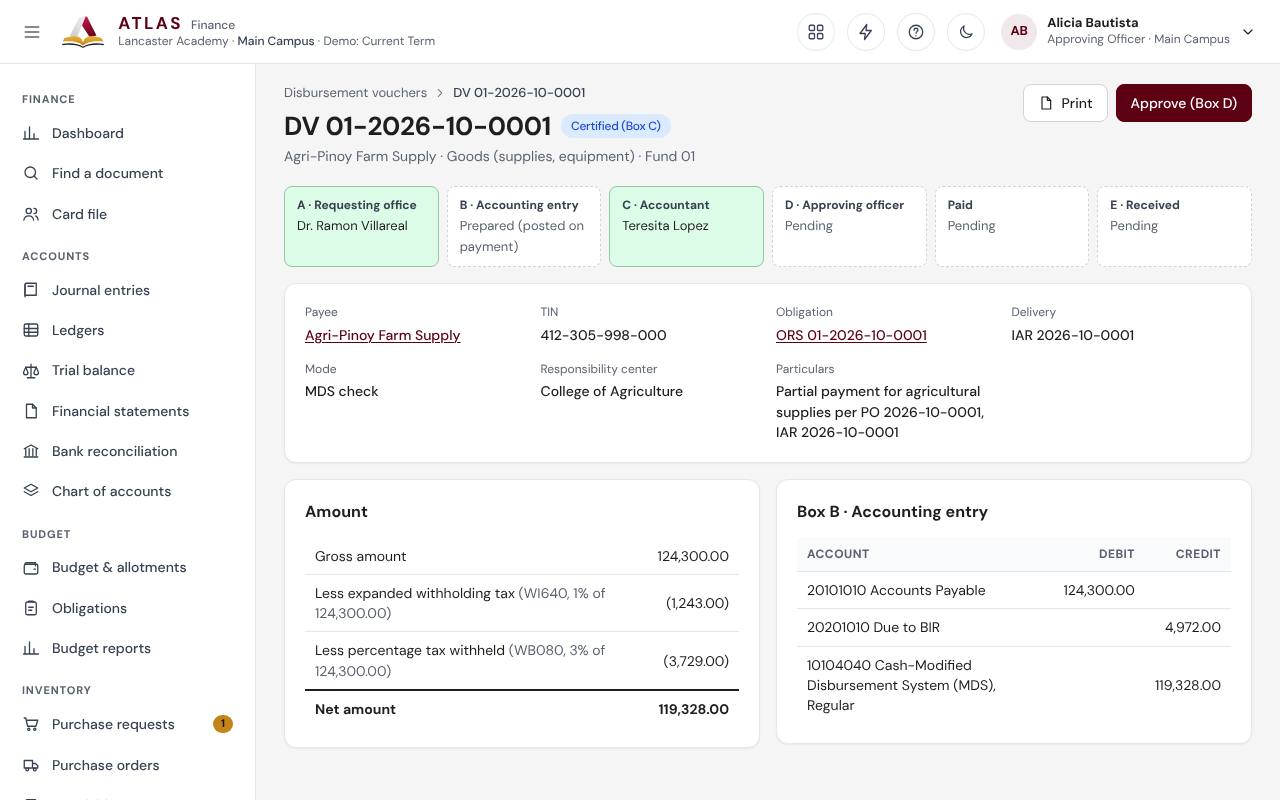 ATLAS Finance
Lancaster Academy · Main Campus · Demo: Current Term
AB
Alicia Bautista
Approving Officer · Main Campus
FINANCE
Dashboard
Find a document
Card file
ACCOUNTS
Journal entries
Ledgers
Trial balance
Financial statements
Bank reconciliation
Chart of accounts
BUDGET
Budget & allotments
Obligations
Budget reports
INVENTORY
Purchase requests 1
Purchase orders
Disbursement vouchers > DV 01-2026-10-0001
Print
Approve (Box D)
DV 01-2026-10-0001 Certified (Box C)
Agri-Pinoy Farm Supply · Goods (supplies, equipment) · Fund 01
A · Requesting office
Dr. Ramon Villareal
B · Accounting entry
Prepared (posted on
payment)
C · Accountant
Teresita Lopez
D · Approving officer
Pending
Paid
Pending
E · Received
Pending
Payee
Agri-Pinoy Farm Supply
TIN
412-305-998-000
Obligation
ORS 01-2026-10-0001
Delivery
IAR 2026-10-0001
Mode
MDS check
Responsibility center
College of Agriculture
Particulars
Partial payment for agricultural
supplies per PO 2026-10-0001,
IAR 2026-10-0001
Amount
Gross amount 124,300.00
Less expanded withholding tax (WI640, 1% of
124,300.00)
(1,243.00)
Less percentage tax withheld (WB080, 3% of
124,300.00)
(3,729.00)
Net amount 119,328.00
Box B · Accounting entry
ACCOUNT DEBIT CREDIT
20101010 Accounts Payable 124,300.00
20201010 Due to BIR 4,972.00
10104040 Cash-Modified
Disbursement System (MDS),
Regular
119,328.00